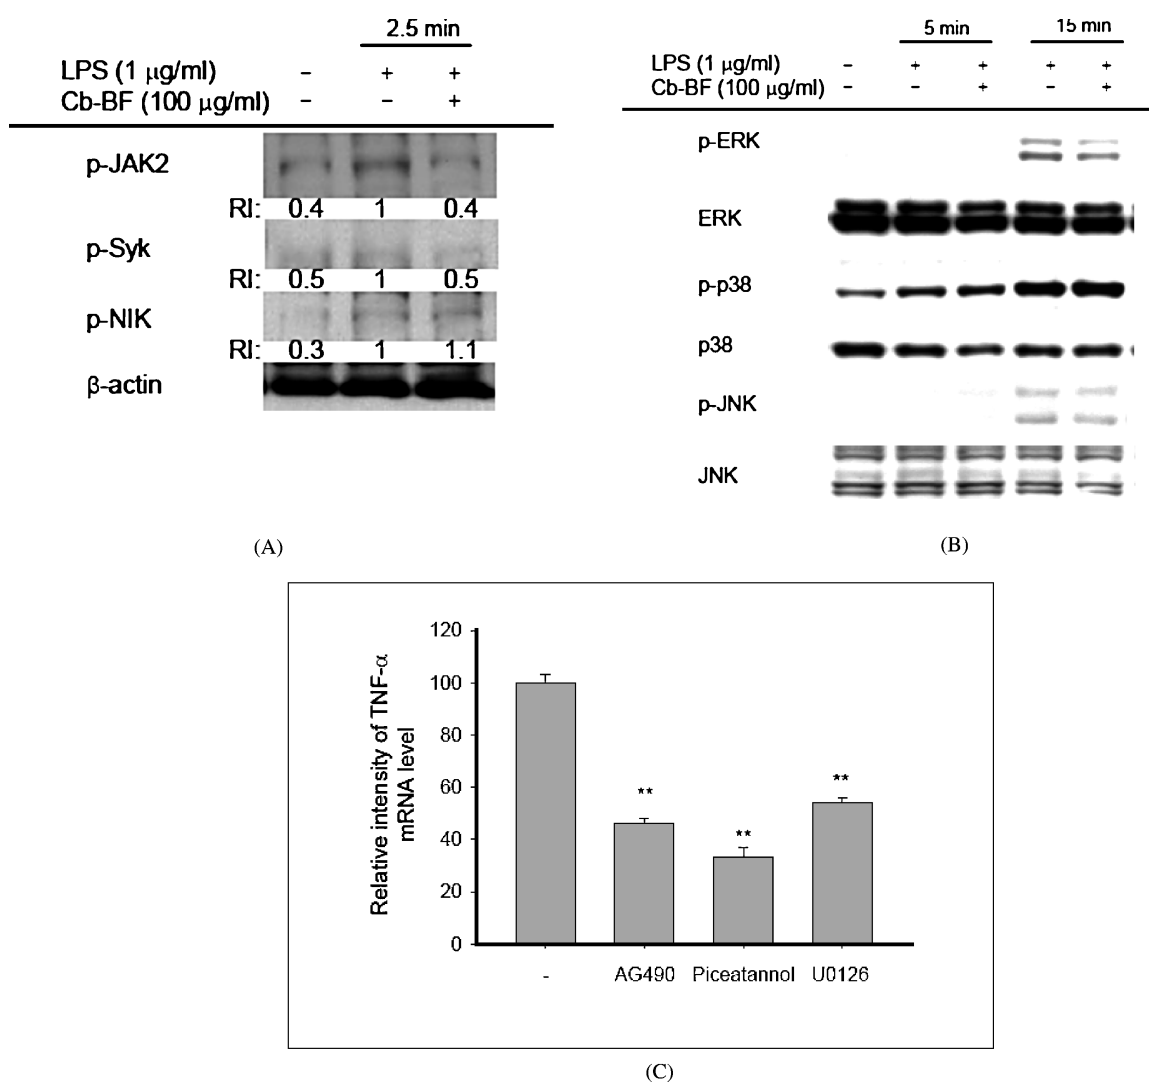 2.5 min
LPS (1 μg/ml) − + +
Cb-BF (100 μg/ml) − − +
p-JAK2
RI: 0.4 1 0.4
p-Syk
RI: 0.5 1 0.5
p-NIK
RI: 0.3 1 1.1
β-actin
(A)
5 min 15 min
LPS (1 μg/ml) − + + + +
Cb-BF (100 μg/ml) − − + − +
p-ERK
ERK
p-p38
p38
p-JNK
JNK
(B)
Relative intensity of TNF-α
mRNA level
120
100
80
60
40
20
0
**
**
**
- AG490 Piceatannol U0126
(C)